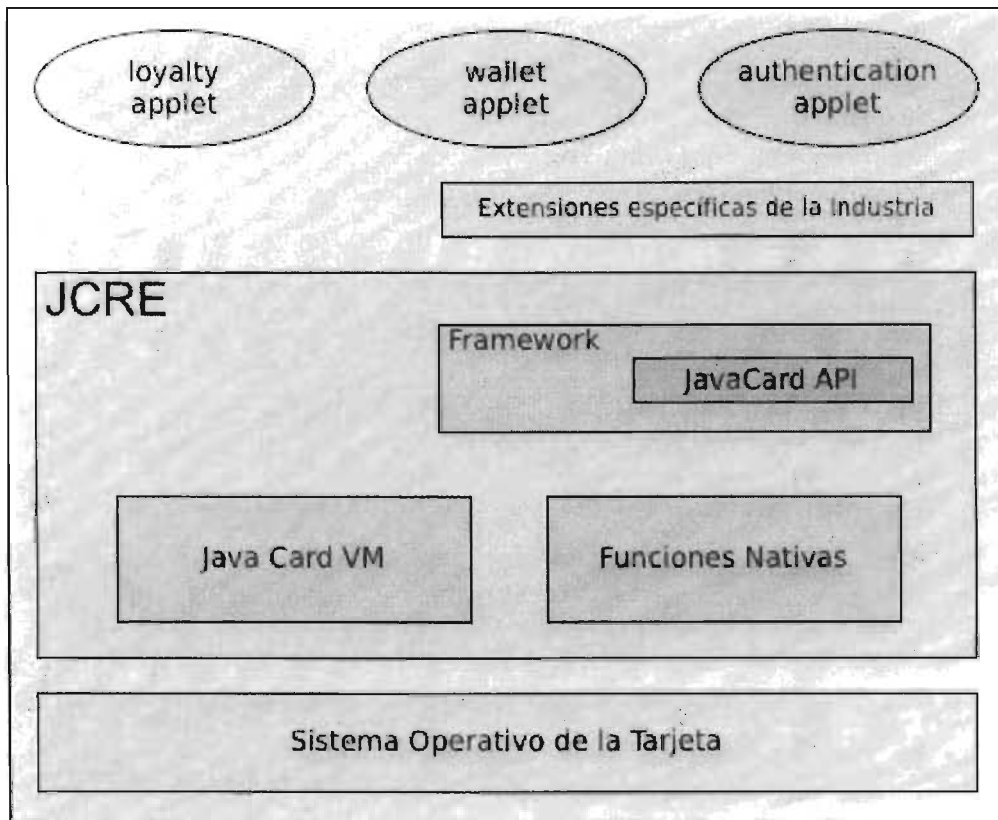 loyalty
applet
wallet
applet
authentication
applet
Extensiones específicas de la Industria
JCRE
Framework
JavaCard API
Java Card VM
Funciones Nativas
Sistema Operativo de la Tarjeta